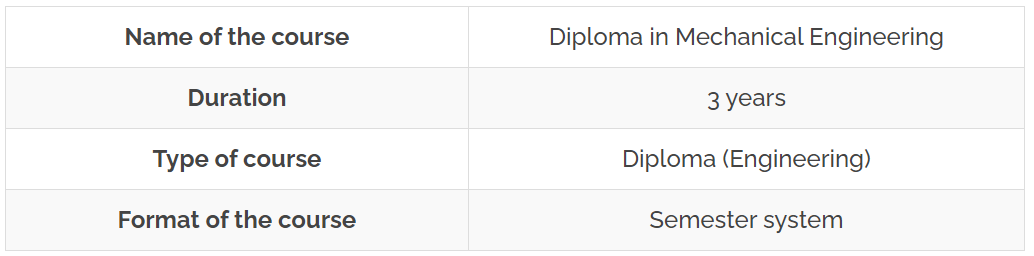 Name of the course Diploma in Mechanical Engineering
Duration 3 years
Type of course Diploma (Engineering)
Format of the course Semester system